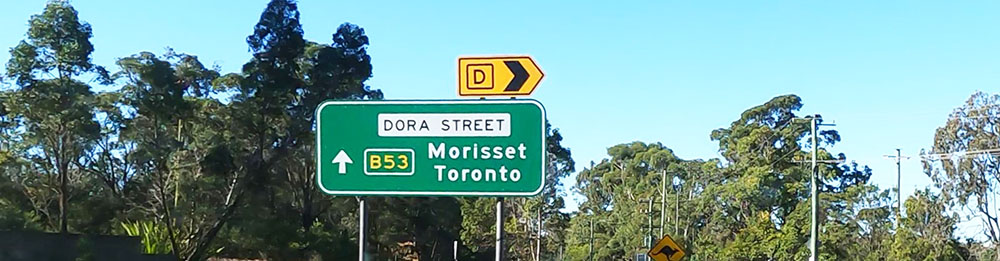 D
DORA STREET
B53 Morisset
Toronto